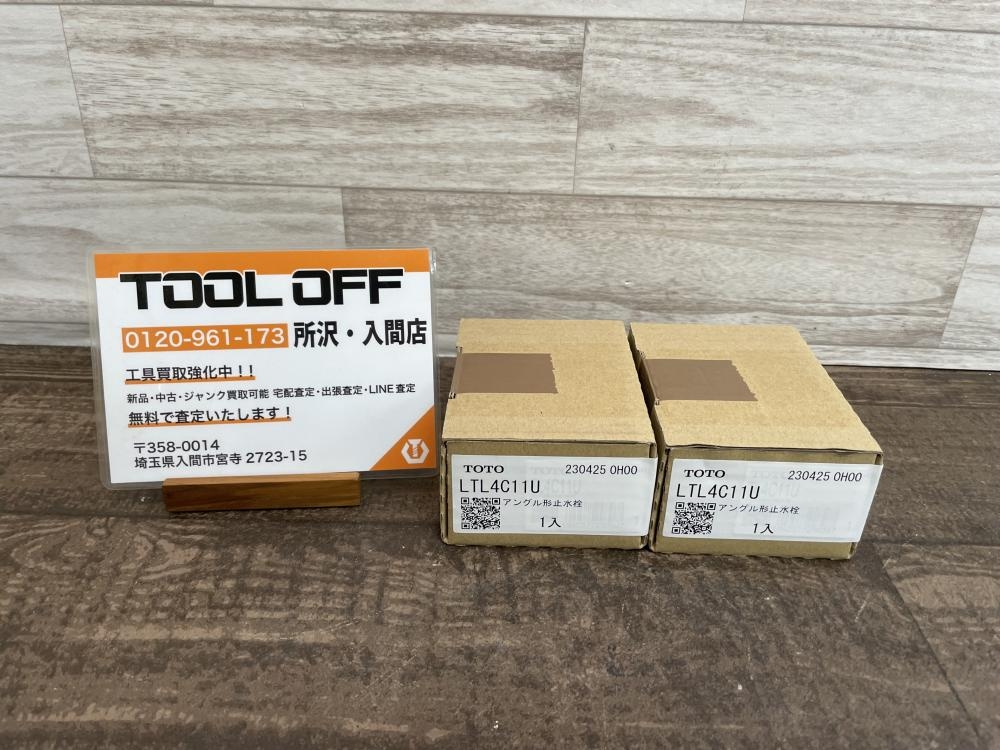 TOOL OFF
0120-961-173 所沢・入間店
工具買取強化中!!
新品・中古・ジャンク買取可能 宅配査定・出張査定・LINE査定
無料で査定いたします!
〒358-0014
埼玉県入間市宮寺 2723-15
TOTO 230425 0H00
LTL4C11U
アングル形止水栓
1入
TOTO 230425 0H00
LTL4C11U
アングル形止水栓
1入